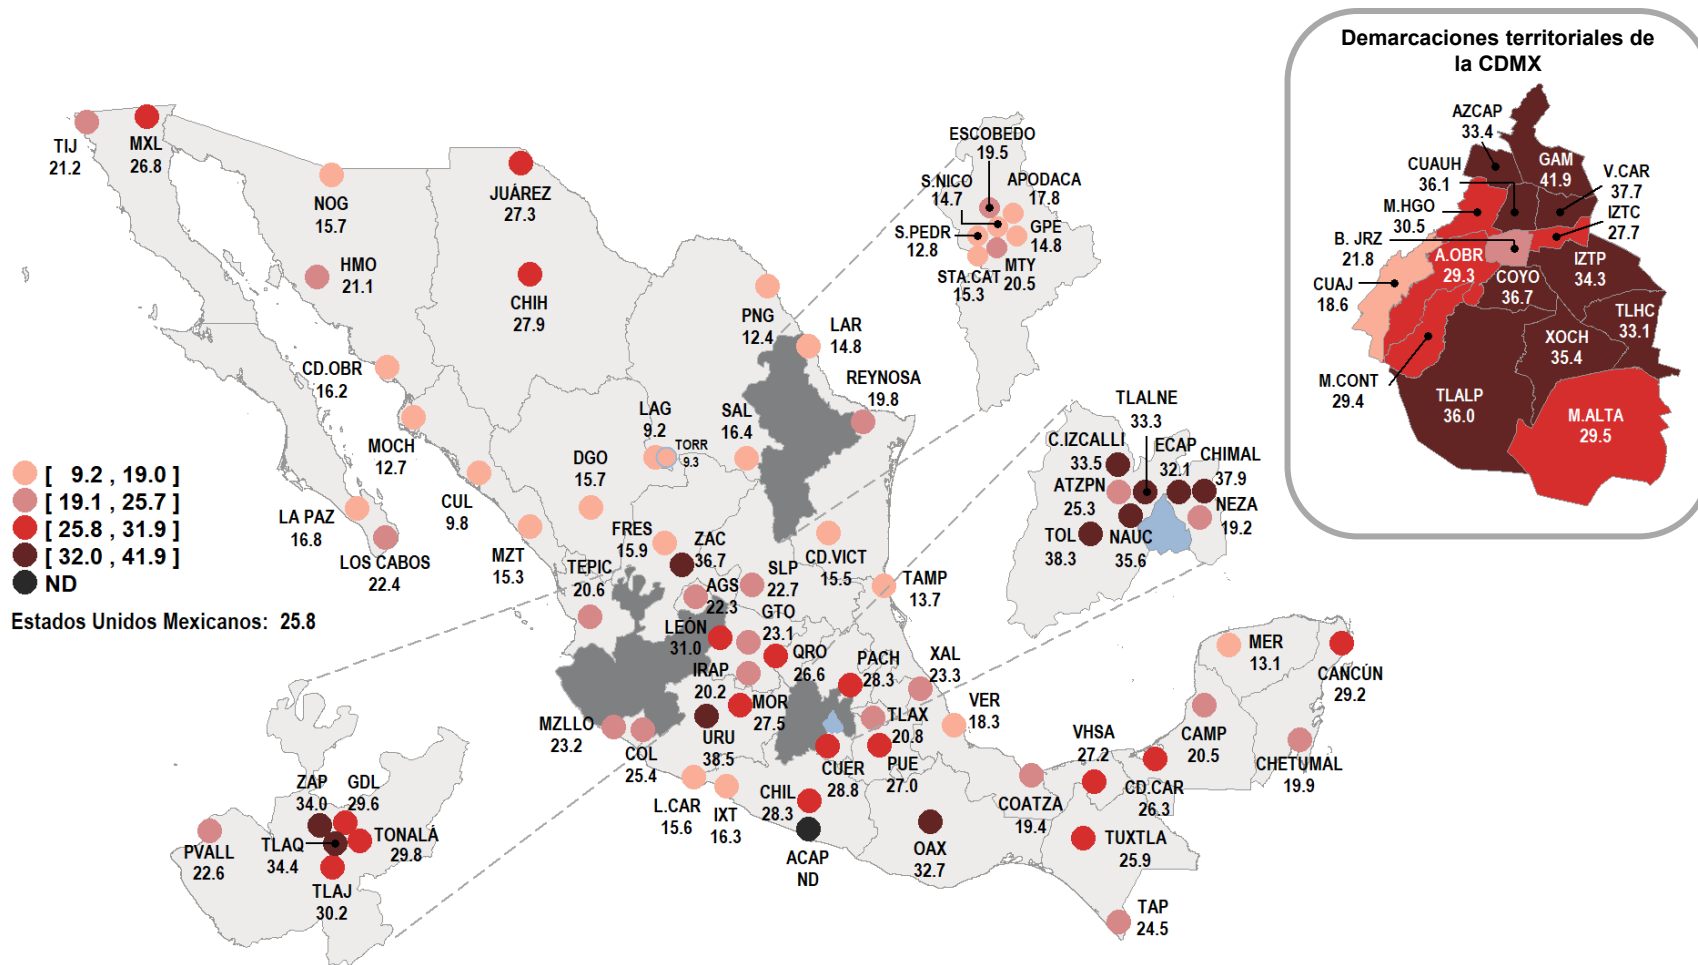 Demarcaciones territoriales de
la CDMX
AZCAP
33.4
CUAUH
36.1
GAM
41.9
V.CAR
37.7
M.HGO
30.5
IZTC
27.7
B. JRZ
21.8
A.OBR
29.3
IZTP
34.3
CUAJ
18.6
COYO
36.7
TLHC
33.1
XOCH
35.4
M.CONT
29.4
TLALP
36.0
M.ALTA
29.5
TIJ
21.2
MXL
26.8
NOG
15.7
JUÁREZ
27.3
HMO
21.1
CHIH
27.9
CD.OBR
16.2
MOCH
12.7
CUL
9.8
LA PAZ
16.8
LOS CABOS
22.4
MZT
15.3
DGO
15.7
LAG
9.2
TORR
9.3
SAL
16.4
PNG
12.4
LAR
14.8
REYNOSA
19.8
ESCOBEDO
19.5
S.NICO
14.7
APODACA
17.8
S.PEDR
12.8
GPE
14.8
STA.CAT
15.3
MTY
20.5
FRES
15.9
ZAC
36.7
TEPIC
20.6
AGS
22.3
SLP
22.7
CD.VICT
15.5
TAMP
13.7
LEÓN
31.0
GTO
23.1
IRAP
20.2
QRO
26.6
PACH
28.3
XAL
23.3
MZLLO
23.2
COL
25.4
URU
38.5
MOR
27.5
TLAX
20.8
VER
18.3
CUER
28.8
PUE
27.0
L.CAR
15.6
IXT
16.3
CHIL
28.3
ACAP
ND
OAX
32.7
COATZA
19.4
VHSA
27.2
CD.CAR
26.3
TUXTLA
25.9
TAP
24.5
CAMP
20.5
MER
13.1
CANCÚN
29.2
CHETUMAL
19.9
TLALNE
33.3
C.IZCALLI
33.5
ECAP
32.1
CHIMAL
37.9
ATZPN
25.3
NEZA
19.2
TOL
38.3
NAUC
35.6
ZAP
34.0
GDL
29.6
PVALL
22.6
TLAQ
34.4
TONALÁ
29.8
TLAJ
30.2
[ 9.2 , 19.0 ]
[ 19.1 , 25.7 ]
[ 25.8 , 31.9 ]
[ 32.0 , 41.9 ]
ND
Estados Unidos Mexicanos: 25.8